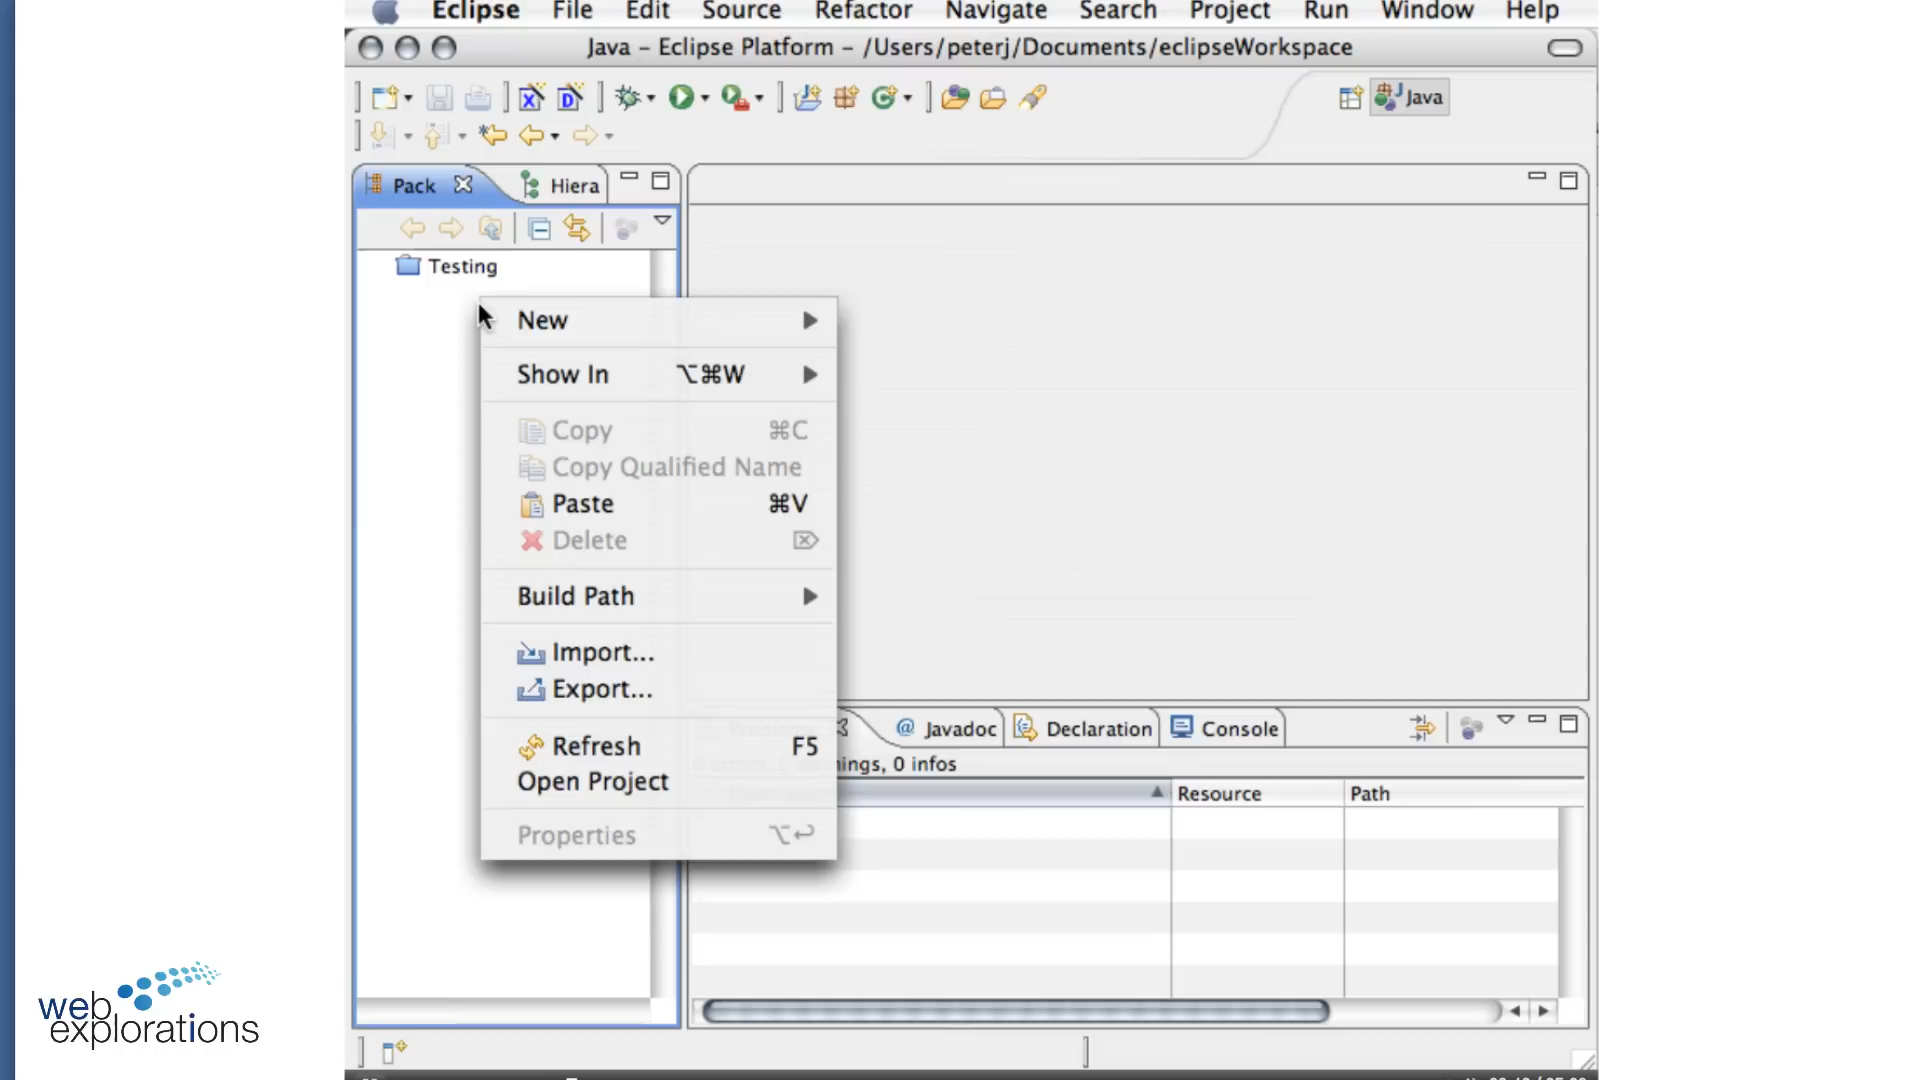 Eclipse File Edit Source Refactor Navigate Search Project Run Window Help
Java – Eclipse Platform – /Users/peterj/Documents/eclipseWorkspace
Java
Pack
Hiera
Testing
New
Show In ⌥⌘W
Copy ⌘C
Copy Qualified Name
Paste ⌘V
Delete ⌦
Build Path
Import...
Export...
Refresh F5
Open Project
Properties ⌥↩
@ Javadoc
Declaration
Console
0 errors, ings, 0 infos
Resource
Path
web
explorations